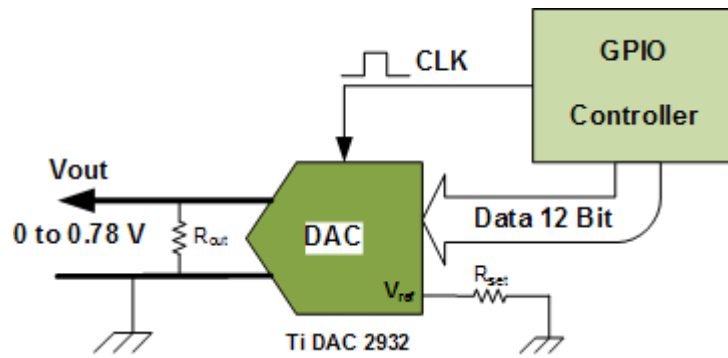 GPIO
Controller
CLK
Vout
0 to 0.78 V
Rout
DAC
Data 12 Bit
Vref
Rset
Ti DAC 2932